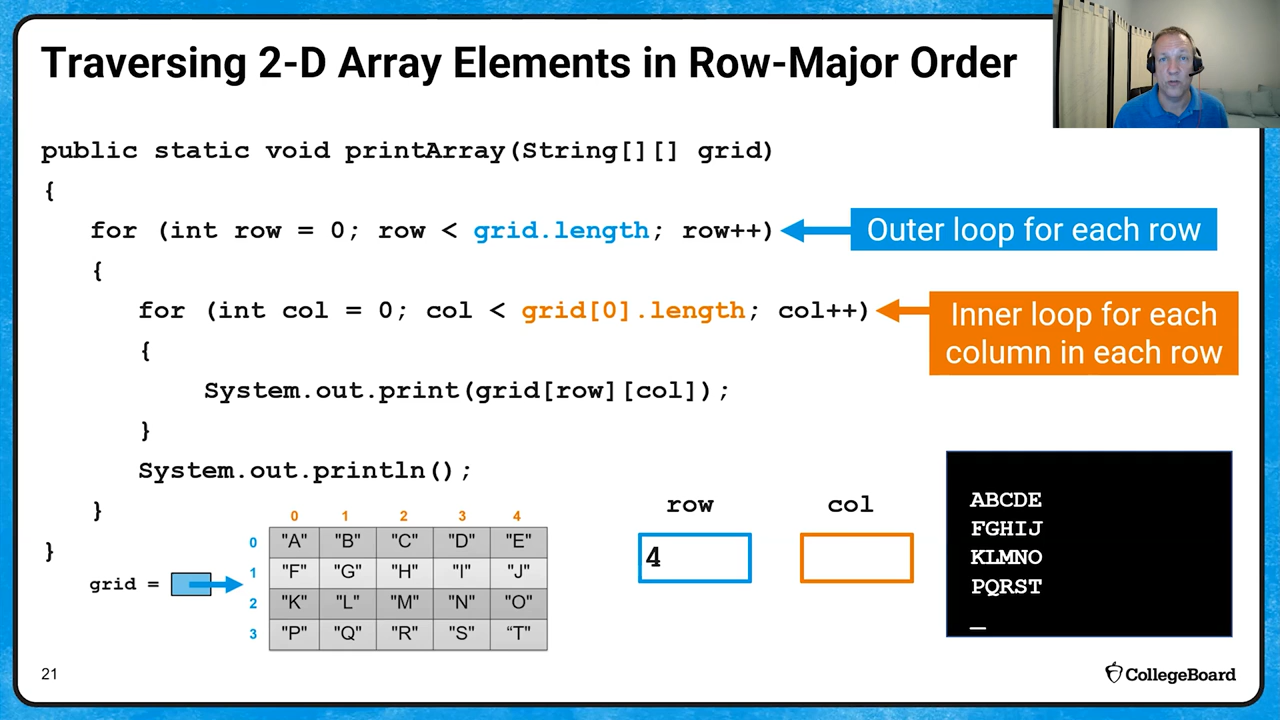 Traversing 2-D Array Elements in Row-Major Order
public static void printArray(String[][] grid)
{
for (int row = 0; row < grid.length; row++)
Outer loop for each row
{
for (int col = 0; col < grid[0].length; col++)
Inner loop for each
column in each row
{
System.out.print(grid[row][col]);
}
System.out.println();
}
}
grid =
0 1 2 3 4
0 "A" "B" "C" "D" "E"
1 "F" "G" "H" "I" "J"
2 "K" "L" "M" "N" "O"
3 "P" "Q" "R" "S" “T"
row
4
col
ABCDE
FGHIJ
KLMNO
PQRST
_
21
CollegeBoard